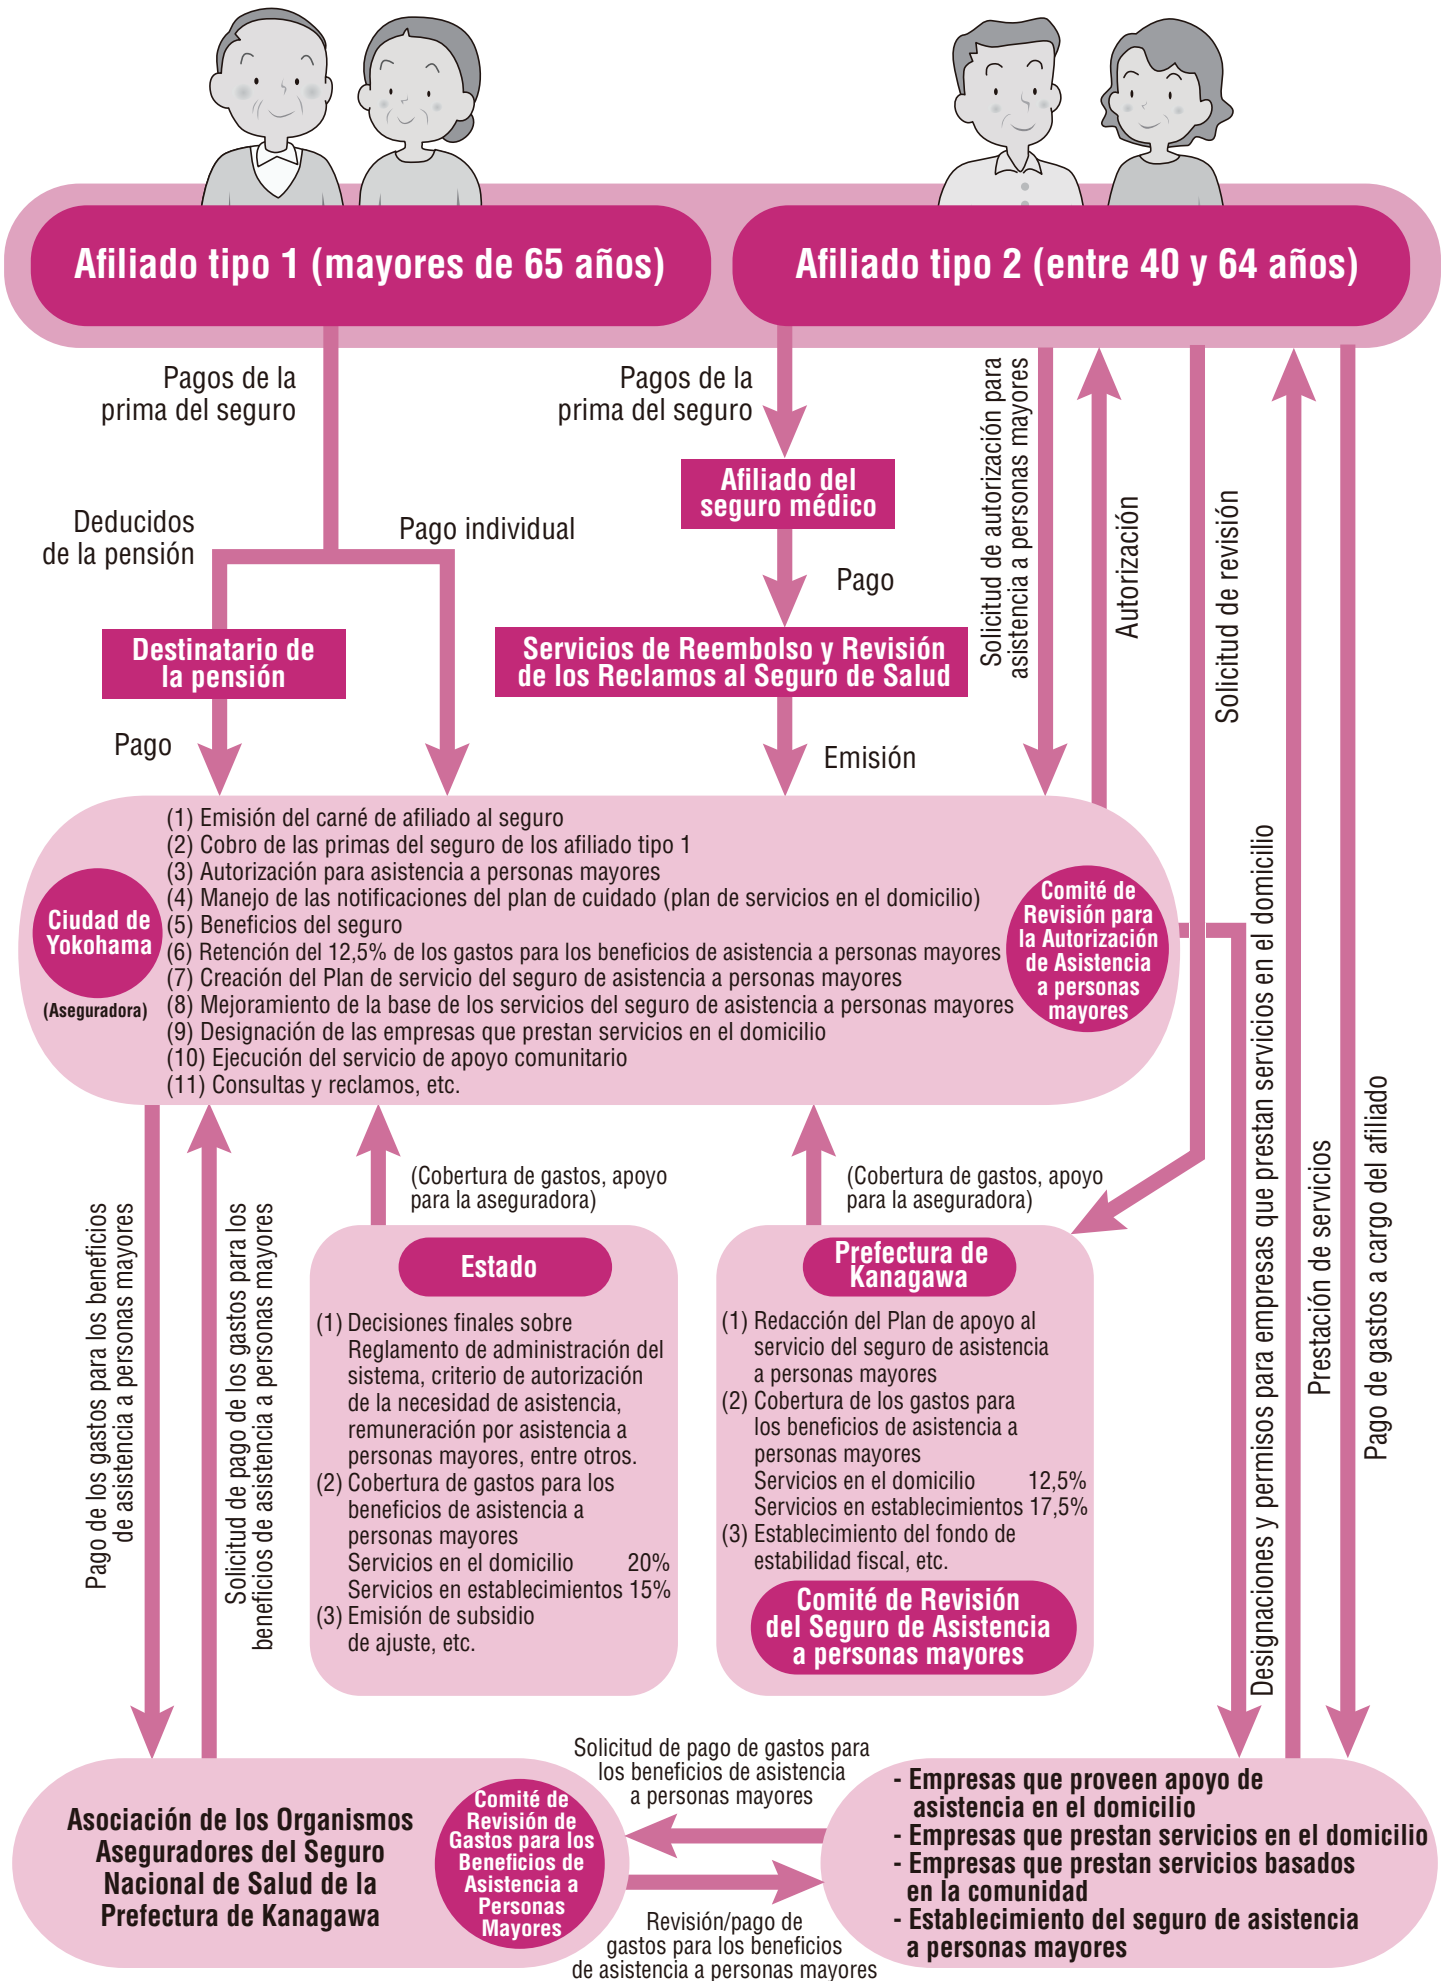 Afiliado tipo 1 (mayores de 65 años)
Afiliado tipo 2 (entre 40 y 64 años)
Pagos de la
prima del seguro
Deducidos
de la pensión
Pago individual
Destinatario de
la pensión
Pago
Pagos de la
prima del seguro
Afiliado del
seguro médico
Pago
Servicios de Reembolso y Revisión
de los Reclamos al Seguro de Salud
Emisión
Solicitud de autorización para
asistencia a personas mayores
Autorización
Solicitud de revisión
Ciudad de
Yokohama
(Aseguradora)
(1) Emisión del carné de afiliado al seguro
(2) Cobro de las primas del seguro de los afiliado tipo 1
(3) Autorización para asistencia a personas mayores
(4) Manejo de las notificaciones del plan de cuidado (plan de servicios en el domicilio)
(5) Beneficios del seguro
(6) Retención del 12,5% de los gastos para los beneficios de asistencia a personas mayores
(7) Creación del Plan de servicio del seguro de asistencia a personas mayores
(8) Mejoramiento de la base de los servicios del seguro de asistencia a personas mayores
(9) Designación de las empresas que prestan servicios en el domicilio
(10) Ejecución del servicio de apoyo comunitario
(11) Consultas y reclamos, etc.
Comité de
Revisión para
la Autorización
de Asistencia
a personas
mayores
Designaciones y permisos para empresas que prestan servicios en el domicilio
Prestación de servicios
Pago de gastos a cargo del afiliado
Pago de los gastos para los beneficios
de asistencia a personas mayores
Solicitud de pago de los gastos para los
beneficios de asistencia a personas mayores
(Cobertura de gastos, apoyo
para la aseguradora)
Estado
(1) Decisiones finales sobre
Reglamento de administración del
sistema, criterio de autorización
de la necesidad de asistencia,
remuneración por asistencia a
personas mayores, entre otros.
(2) Cobertura de gastos para los
beneficios de asistencia a
personas mayores
Servicios en el domicilio 20%
Servicios en establecimientos 15%
(3) Emisión de subsidio
de ajuste, etc.
(Cobertura de gastos, apoyo
para la aseguradora)
Prefectura de
Kanagawa
(1) Redacción del Plan de apoyo al
servicio del seguro de asistencia
a personas mayores
(2) Cobertura de los gastos para
los beneficios de asistencia a
personas mayores
Servicios en el domicilio 12,5%
Servicios en establecimientos 17,5%
(3) Establecimiento del fondo de
estabilidad fiscal, etc.
Comité de Revisión
del Seguro de Asistencia
a personas mayores
Asociación de los Organismos
Aseguradores del Seguro
Nacional de Salud de la
Prefectura de Kanagawa
Comité de
Revisión de
Gastos para los
Beneficios de
Asistencia a
Personas
Mayores
Solicitud de pago de gastos para
los beneficios de asistencia
a personas mayores
Revisión/pago de
gastos para los beneficios
de asistencia a personas mayores
- Empresas que proveen apoyo de
asistencia en el domicilio
- Empresas que prestan servicios en el domicilio
- Empresas que prestan servicios basados
en la comunidad
- Establecimiento del seguro de asistencia
a personas mayores